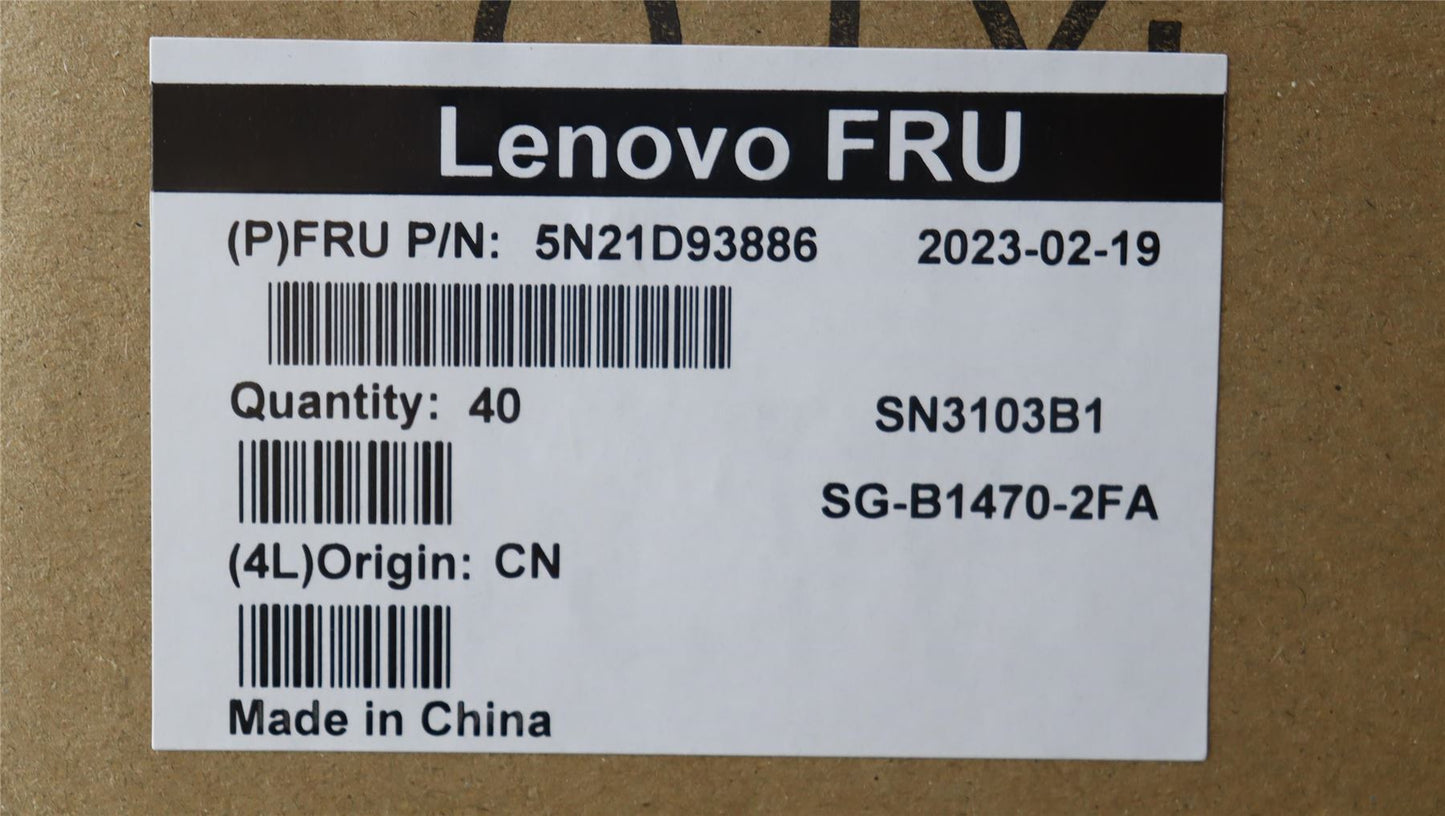 Lenovo FRU
(P)FRU P/N: 5N21D93886 2023-02-19
Quantity: 40 SN3103B1
SG-B1470-2FA
(4L)Origin: CN
Made in China